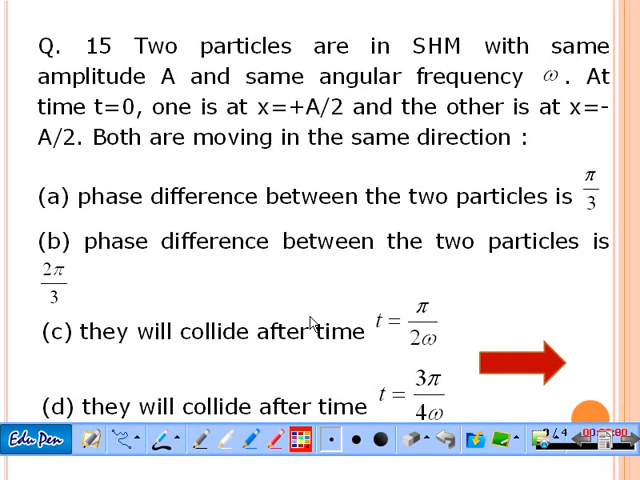 Q. 15 Two particles are in SHM with same
amplitude A and same angular frequency ω. At
time t=0, one is at x=+A/2 and the other is at x=-
A/2. Both are moving in the same direction :
(a) phase difference between the two particles is π/3
(b) phase difference between the two particles is
2π/3
(c) they will collide after time t = π/2ω
(d) they will collide after time t = 3π/4ω
Edu Pen
/ 4